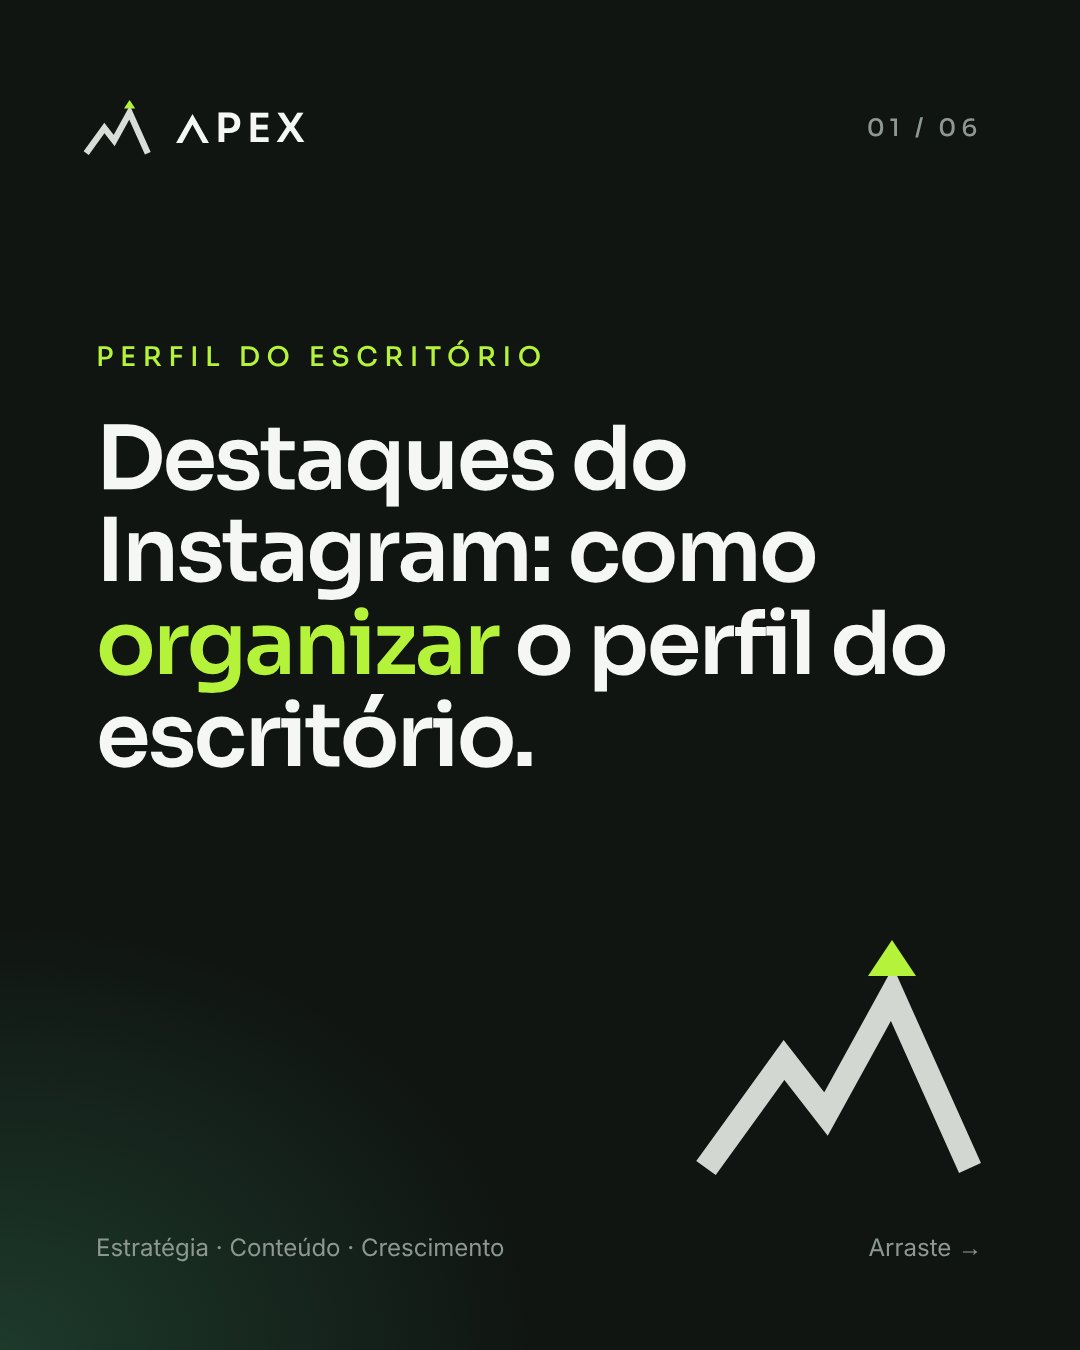 APEX
01 / 06
PERFIL DO ESCRITÓRIO
Destaques do
Instagram: como
organizar o perfil do
escritório.
Estratégia · Conteúdo · Crescimento
Arraste →